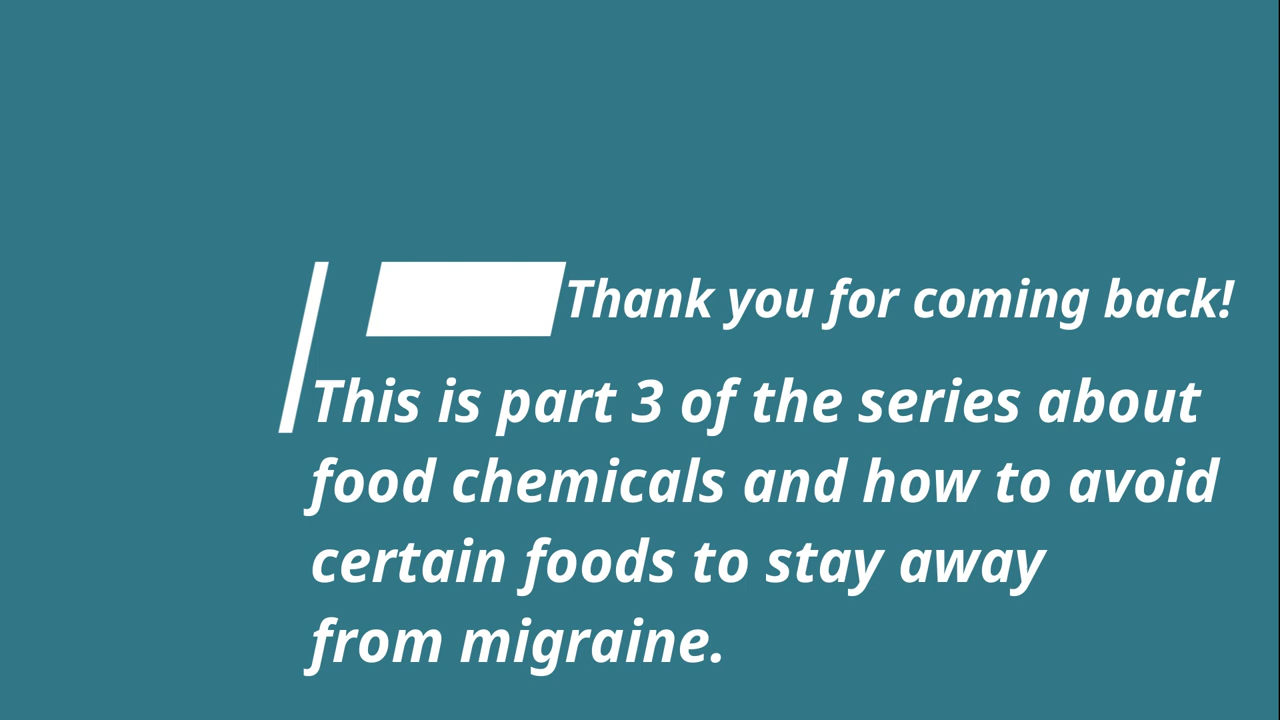 Thank you for coming back!
This is part 3 of the series about
food chemicals and how to avoid
certain foods to stay away
from migraine.